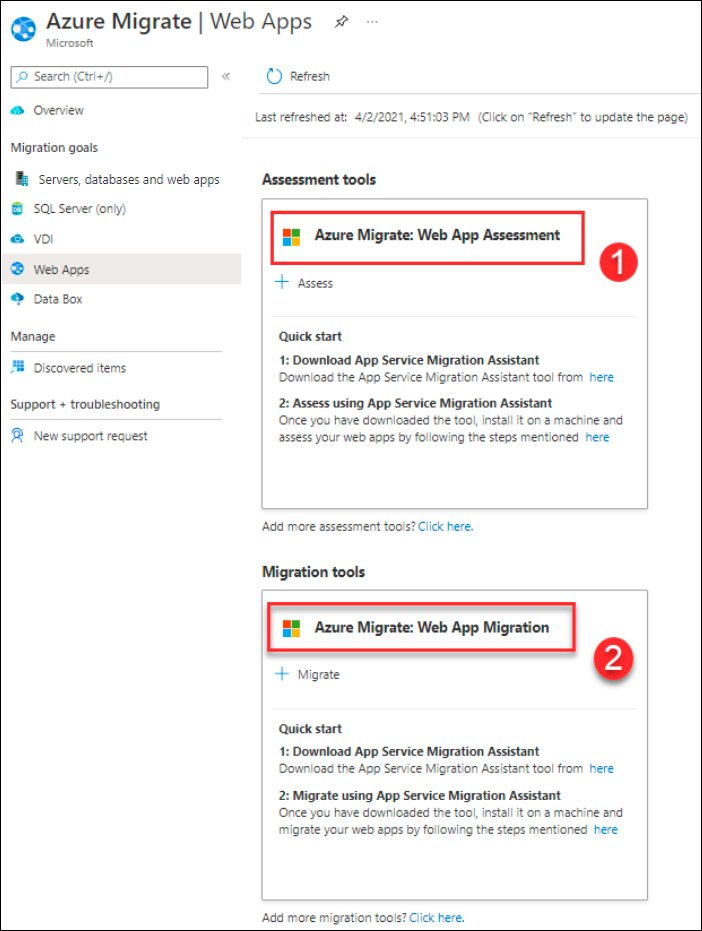 Azure Migrate | Web Apps
Microsoft
Search (Ctrl+/)
Refresh
Overview
Last refreshed at: 4/2/2021, 4:51:03 PM (Click on "Refresh" to update the page)
Migration goals
Servers, databases and web apps
SQL Server (only)
VDI
Web Apps
Data Box
Manage
Discovered items
Support + troubleshooting
New support request
Assessment tools
Azure Migrate: Web App Assessment
1
Assess
Quick start
1: Download App Service Migration Assistant
Download the App Service Migration Assistant tool from here
2: Assess using App Service Migration Assistant
Once you have downloaded the tool, install it on a machine and
assess your web apps by following the steps mentioned here
Add more assessment tools? Click here.
Migration tools
Azure Migrate: Web App Migration
2
Migrate
Quick start
1: Download App Service Migration Assistant
Download the App Service Migration Assistant tool from here
2: Migrate using App Service Migration Assistant
Once you have downloaded the tool, install it on a machine and
migrate your web apps by following the steps mentioned here
Add more migration tools? Click here.